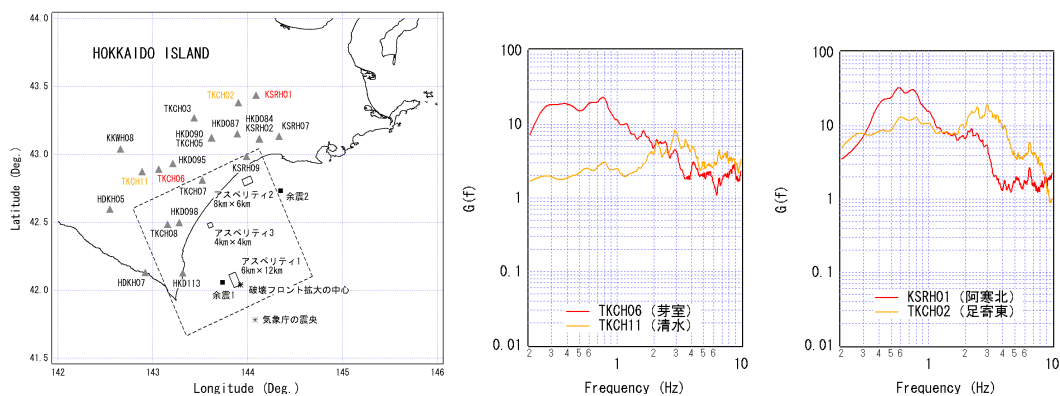 44.0
HOKKAIDO ISLAND
43.5
TKCH02
KSRH01
TKCH03
HKD084
HKD087
KSRH02
KSRH07
HKD090
TKCH05
KKWH08
43.0
HKD095
KSRH09
TKCH11
TKCH06
TKCH07
アスペリティ2
8km×6km
余震2
HDKH05
42.5
HKD098
TKCH08
アスペリティ3
4km×4km
アスペリティ1
6km×12km
HDKH07
HKD113
余震1
破壊フロント拡大の中心
42.0
気象庁の震央
41.5
142
143
144
145
146
Latitude (Deg.)
Longitude (Deg.)
100
10
1
0.1
0.01
G(f)
TKCH06 (芽室)
TKCH11 (清水)
2 3 4 5 6 1 2 3 4 5 6 10
Frequency (Hz)
100
10
1
0.1
0.01
G(f)
KSRH01 (阿寒北)
TKCH02 (足寄東)
2 3 4 5 6 1 2 3 4 5 6 10
Frequency (Hz)